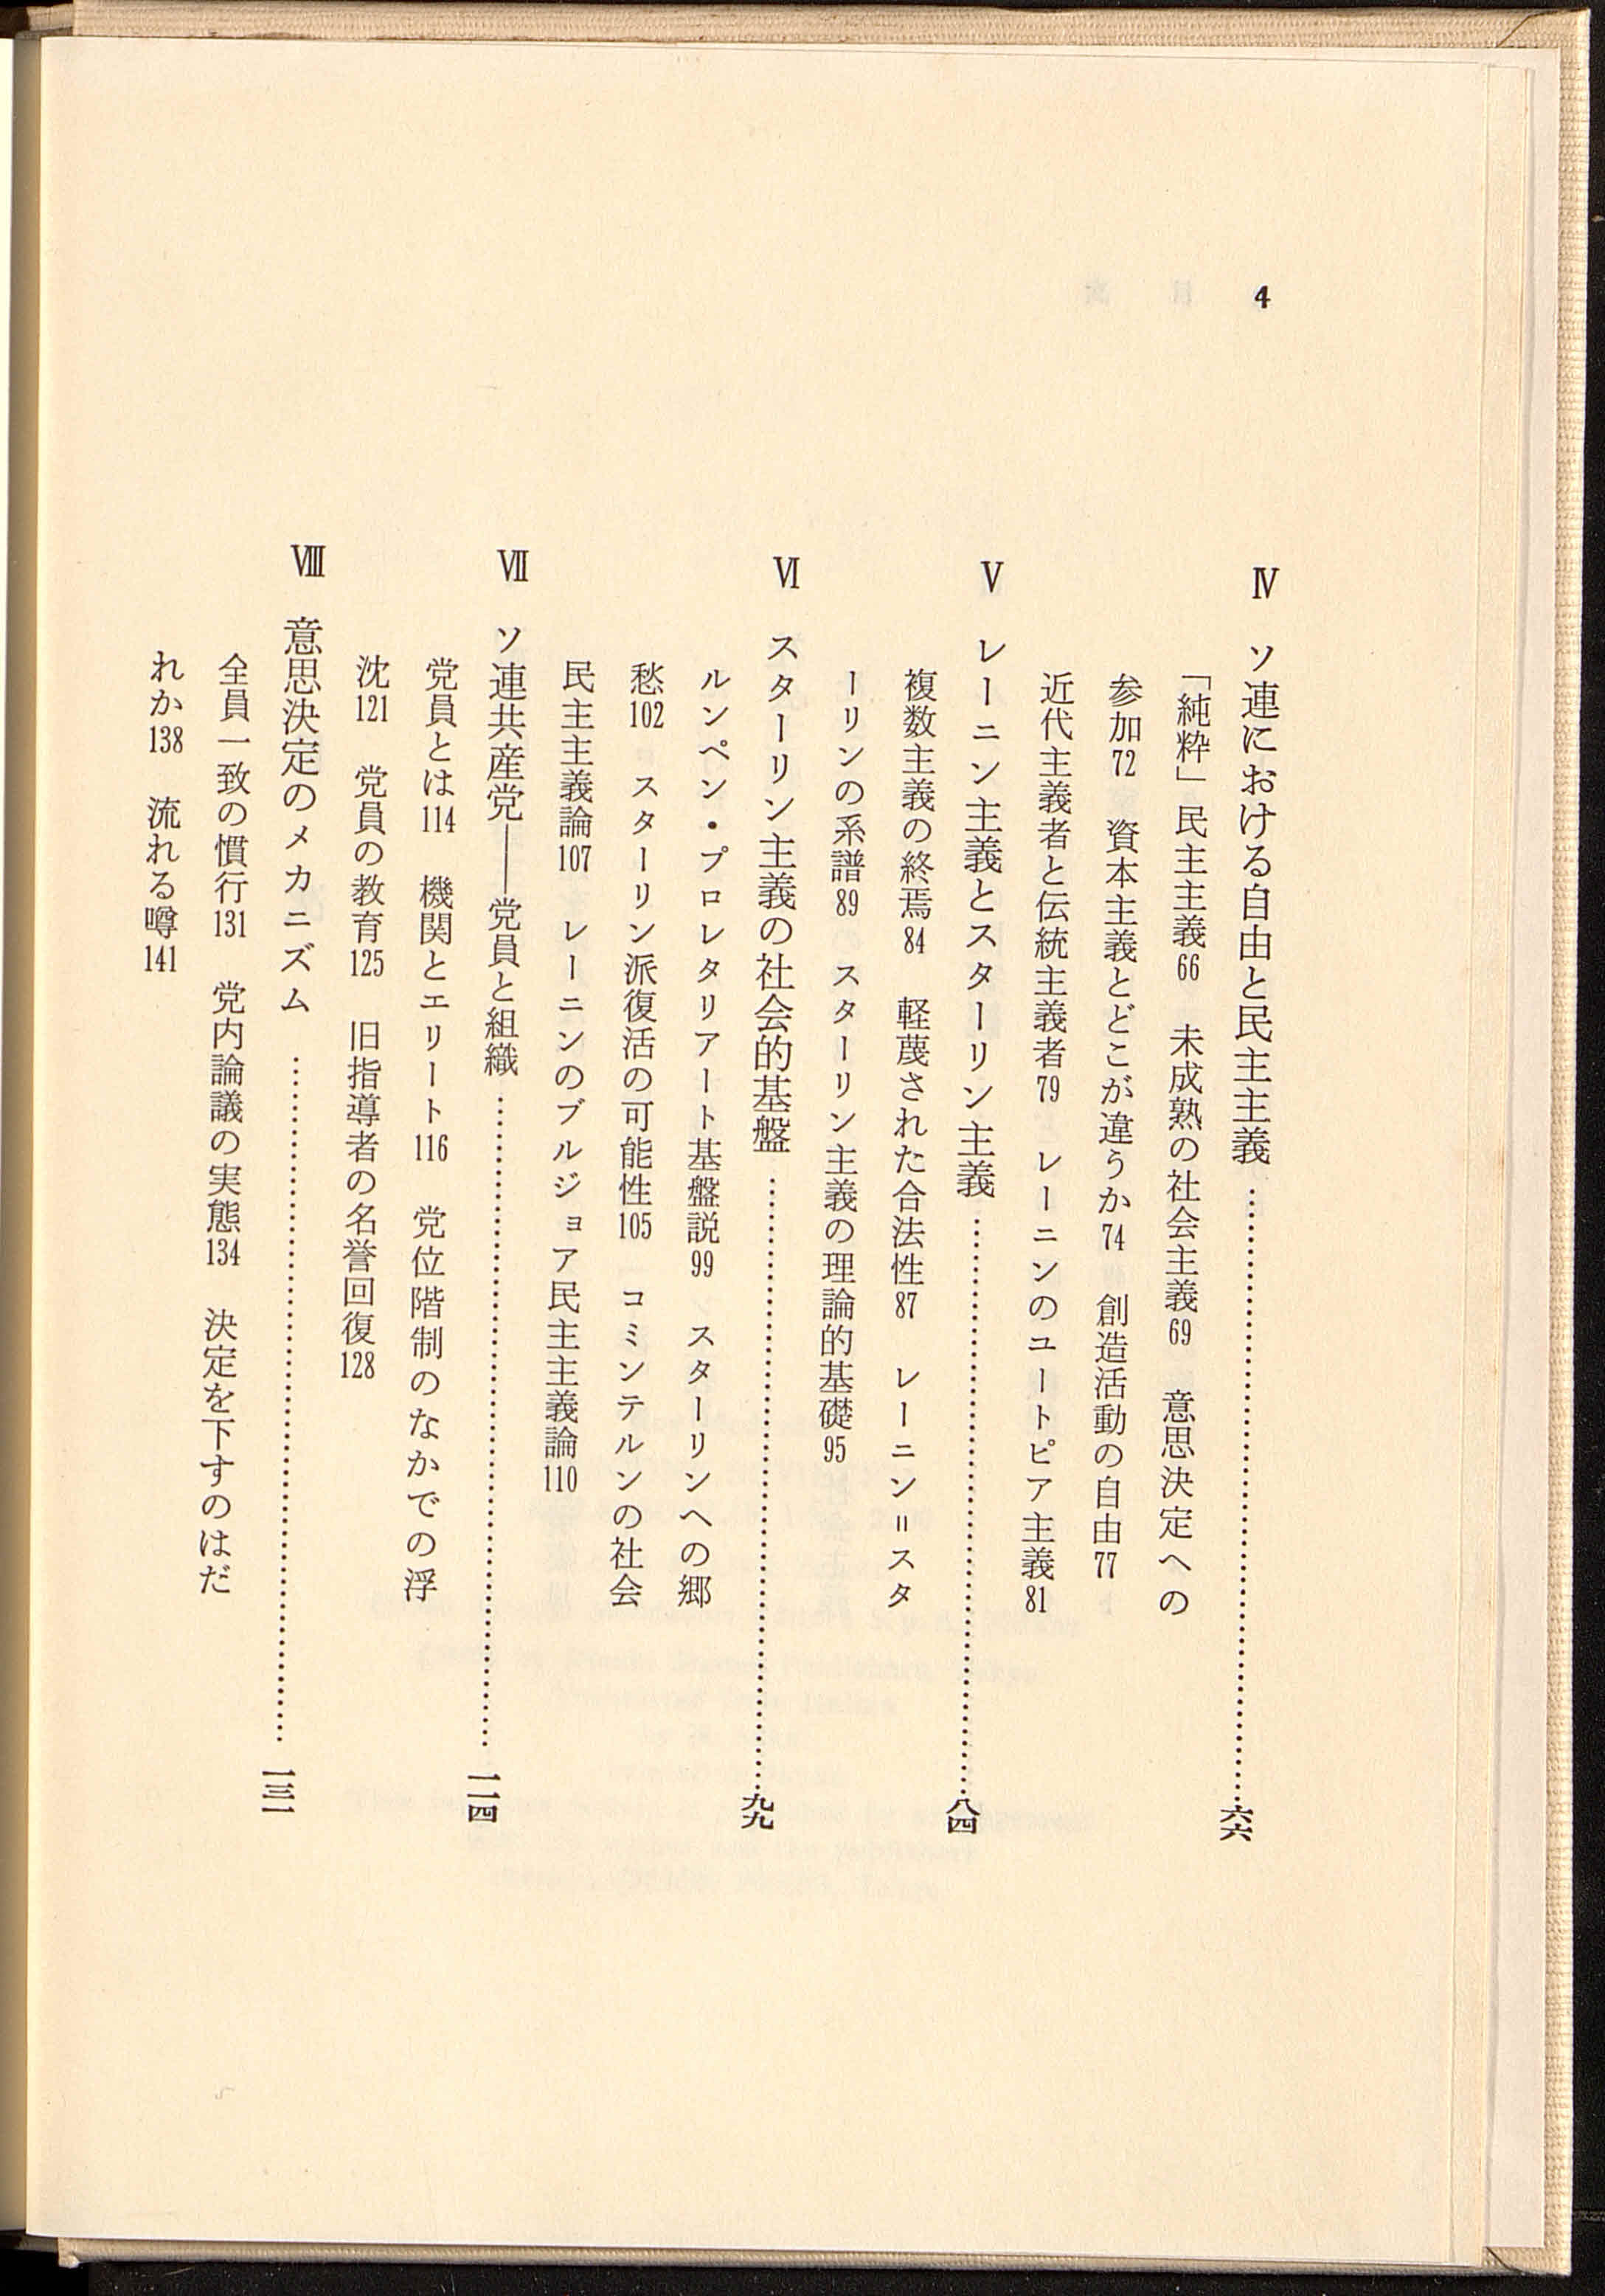 4
Ⅳ ソ連における自由と民主主義……………………六六
「純粋」民主主義66 未成熟の社会主義69 意思決定への
参加72 資本主義とどこが違うか74 創造活動の自由77
近代主義者と伝統主義者79 レーニンのユートピア主義81
Ⅴ レーニン主義とスターリン主義……………………八四
複数主義の終焉84 軽蔑された合法性87 レーニン＝スタ
ーリンの系譜89 スターリン主義の理論的基礎95
Ⅵ スターリン主義の社会的基盤……………………九九
ルンペン・プロレタリアート基盤説99 スターリンへの郷
愁102 スターリン派復活の可能性105 コミンテルンの社会
民主主義論107 レーニンのブルジョア民主主義論110
Ⅶ ソ連共産党――党員と組織……………………一一四
党員とは114 機関とエリート116 党位階制のなかでの浮
沈121 党員の教育125 旧指導者の名誉回復128
Ⅷ 意思決定のメカニズム……………………一三一
全員一致の慣行131 党内論議の実態134 決定を下すのはだ
れか138 流れる噂141